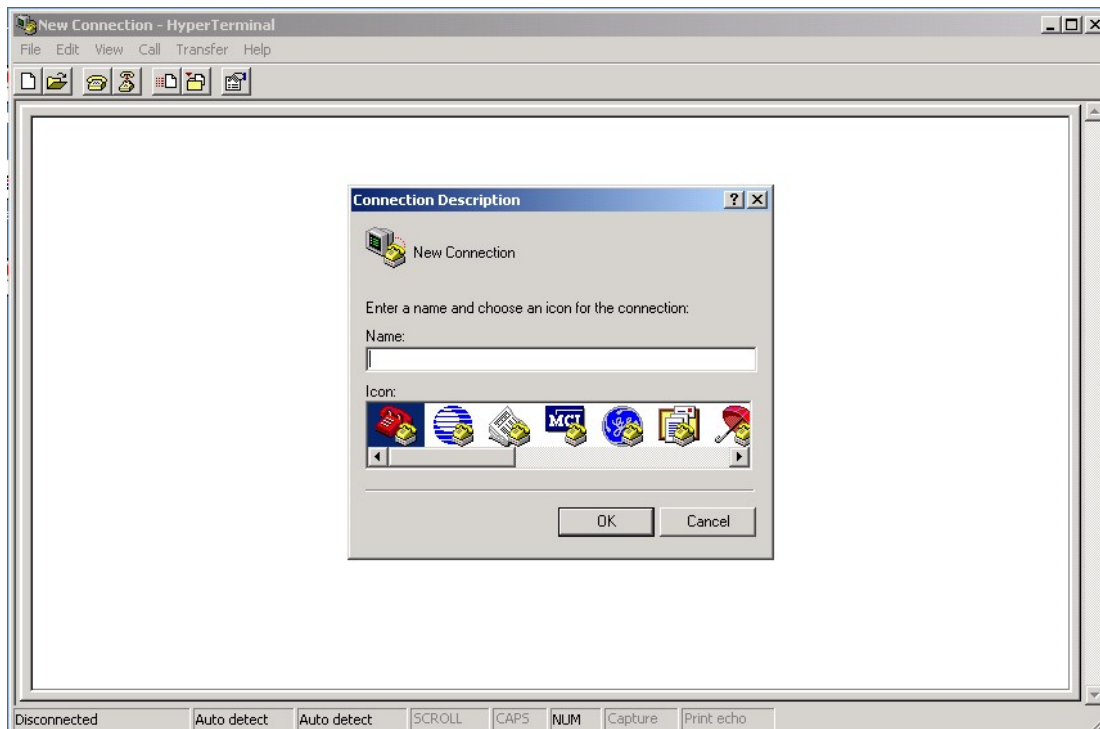 New Connection - HyperTerminal
File Edit View Call Transfer Help
Connection Description
New Connection
Enter a name and choose an icon for the connection:
Name:
Icon:
MCI
OK Cancel
Disconnected Auto detect Auto detect SCROLL CAPS NUM Capture Print echo